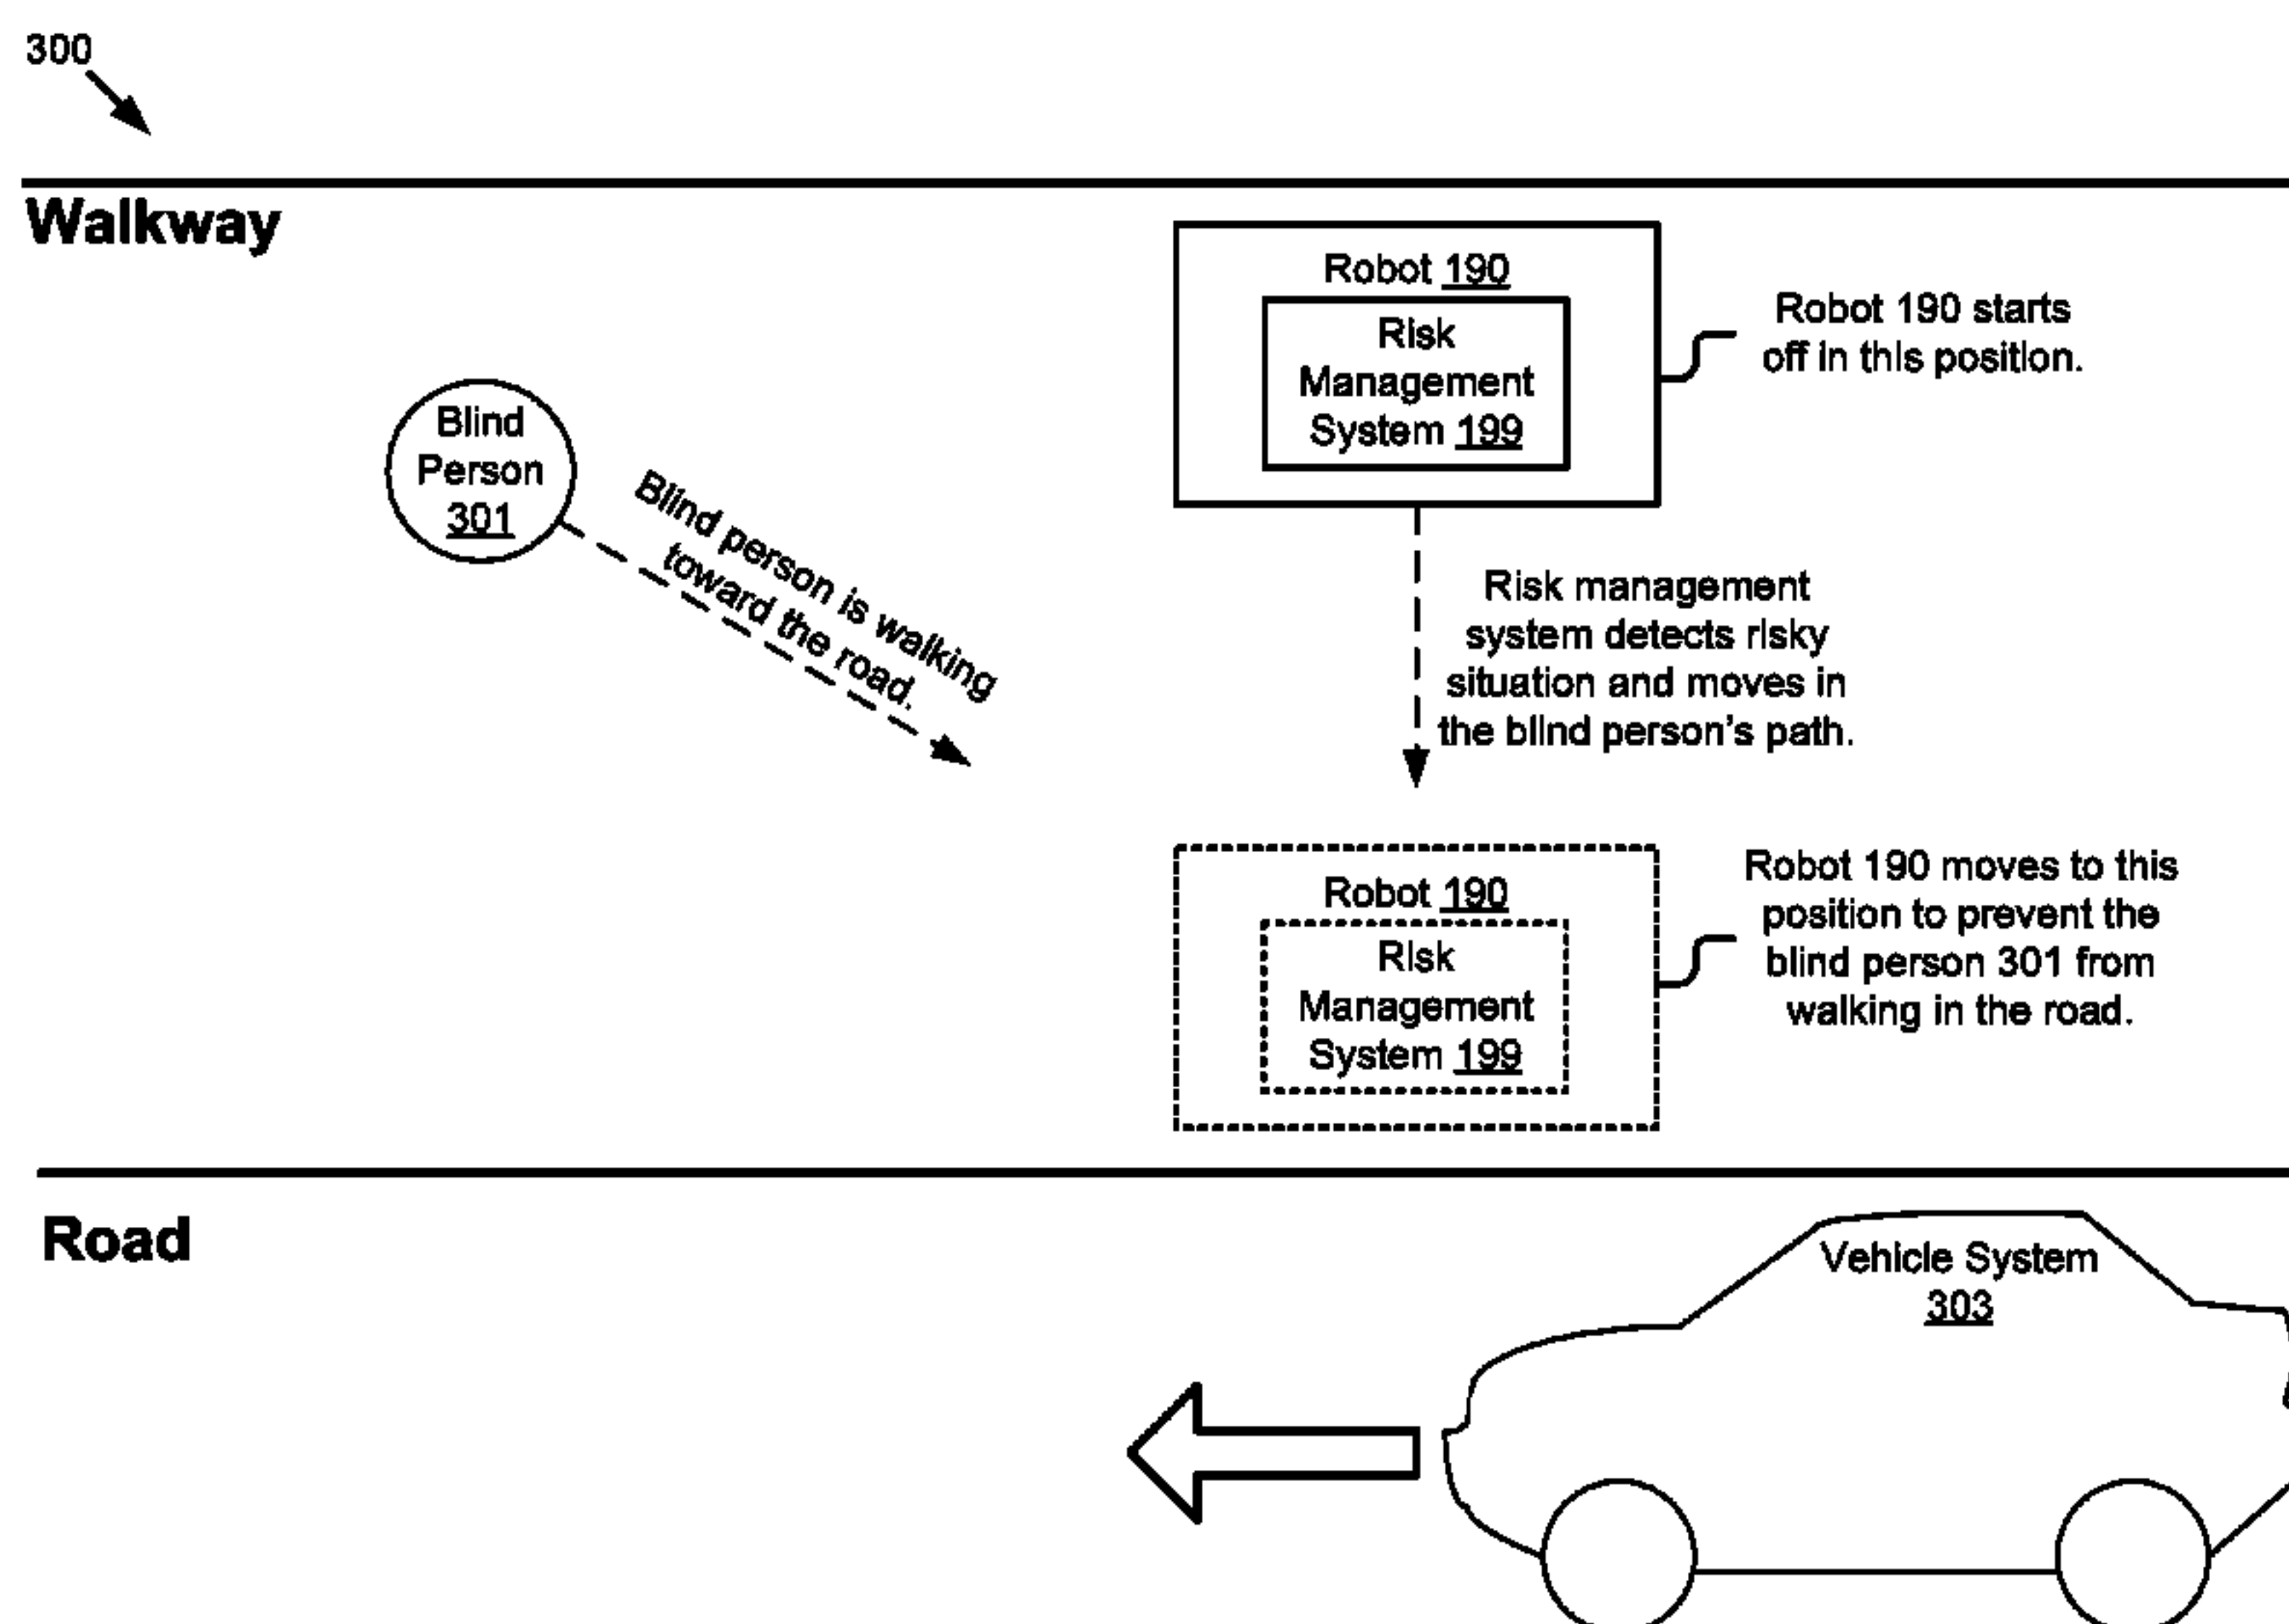 300
Walkway
Robot 190
Risk
Management
System 199
Robot 190 starts
off in this position.
Blind
Person
301
Blind person is walking
toward the road.
Risk management
system detects risky
situation and moves in
the blind person's path.
Robot 190
Risk
Management
System 199
Robot 190 moves to this
position to prevent the
blind person 301 from
walking in the road.
Road
Vehicle System
303